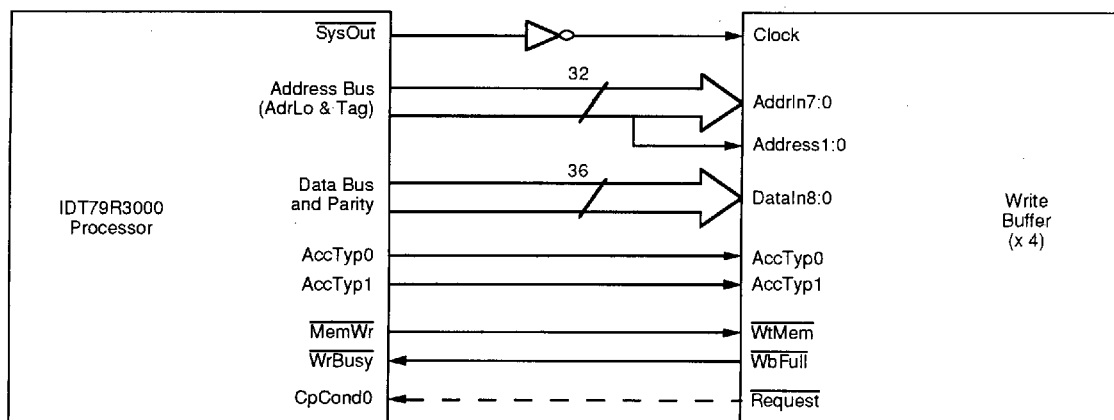 SysOut
Clock
32
Address Bus
(AdrLo & Tag)
AddrIn7:0
Address1:0
36
Data Bus
and Parity
DataIn8:0
IDT79R3000
Processor
Write
Buffer
(x 4)
AccTyp0
AccTyp0
AccTyp1
AccTyp1
MemWr
WtMem
WrBusy
WbFull
CpCond0
Request